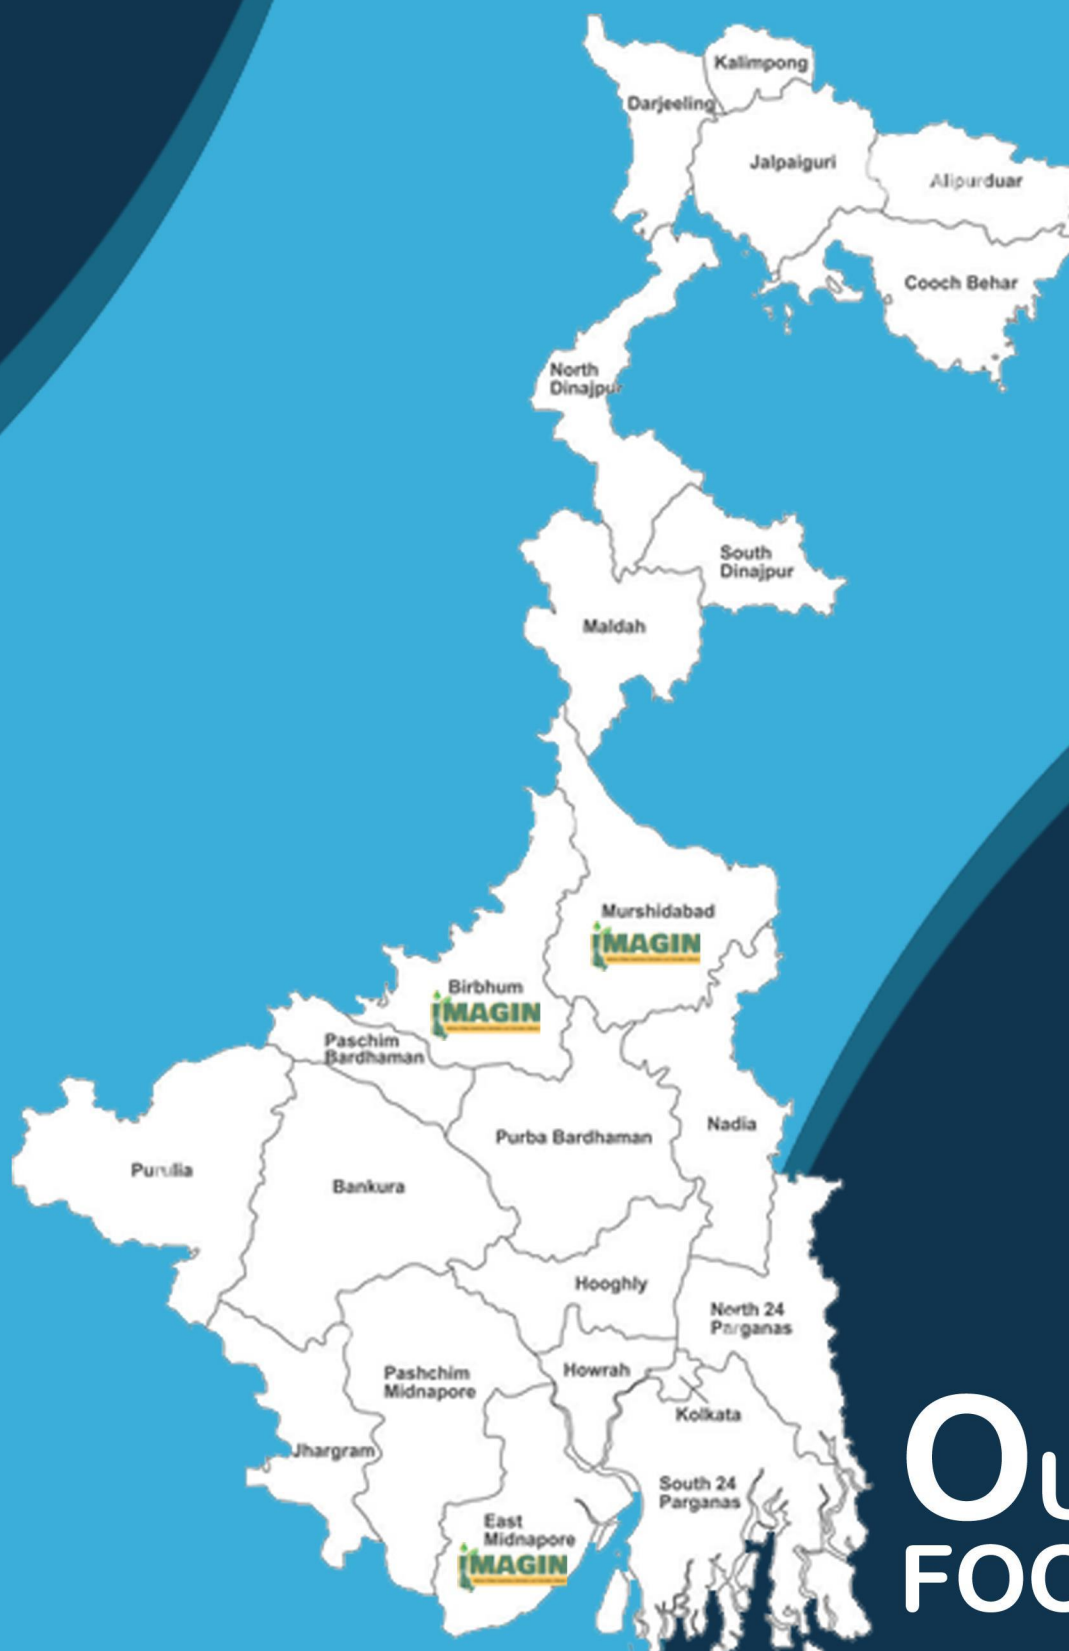 Kalimpong
Darjeeling
Jalpaiguri
Alipurduar
Cooch Behar
North
Dinajpur
South
Dinajpur
Maldah
Murshidabad
iMAGIN
Birbhum
iMAGIN
Paschim
Bardhaman
Purba Bardhaman
Nadia
Purulia
Bankura
Hooghly
North 24
Parganas
Howrah
Pashchim
Midnapore
Kolkata
Jhargram
South 24
Parganas
East
Midnapore
iMAGIN